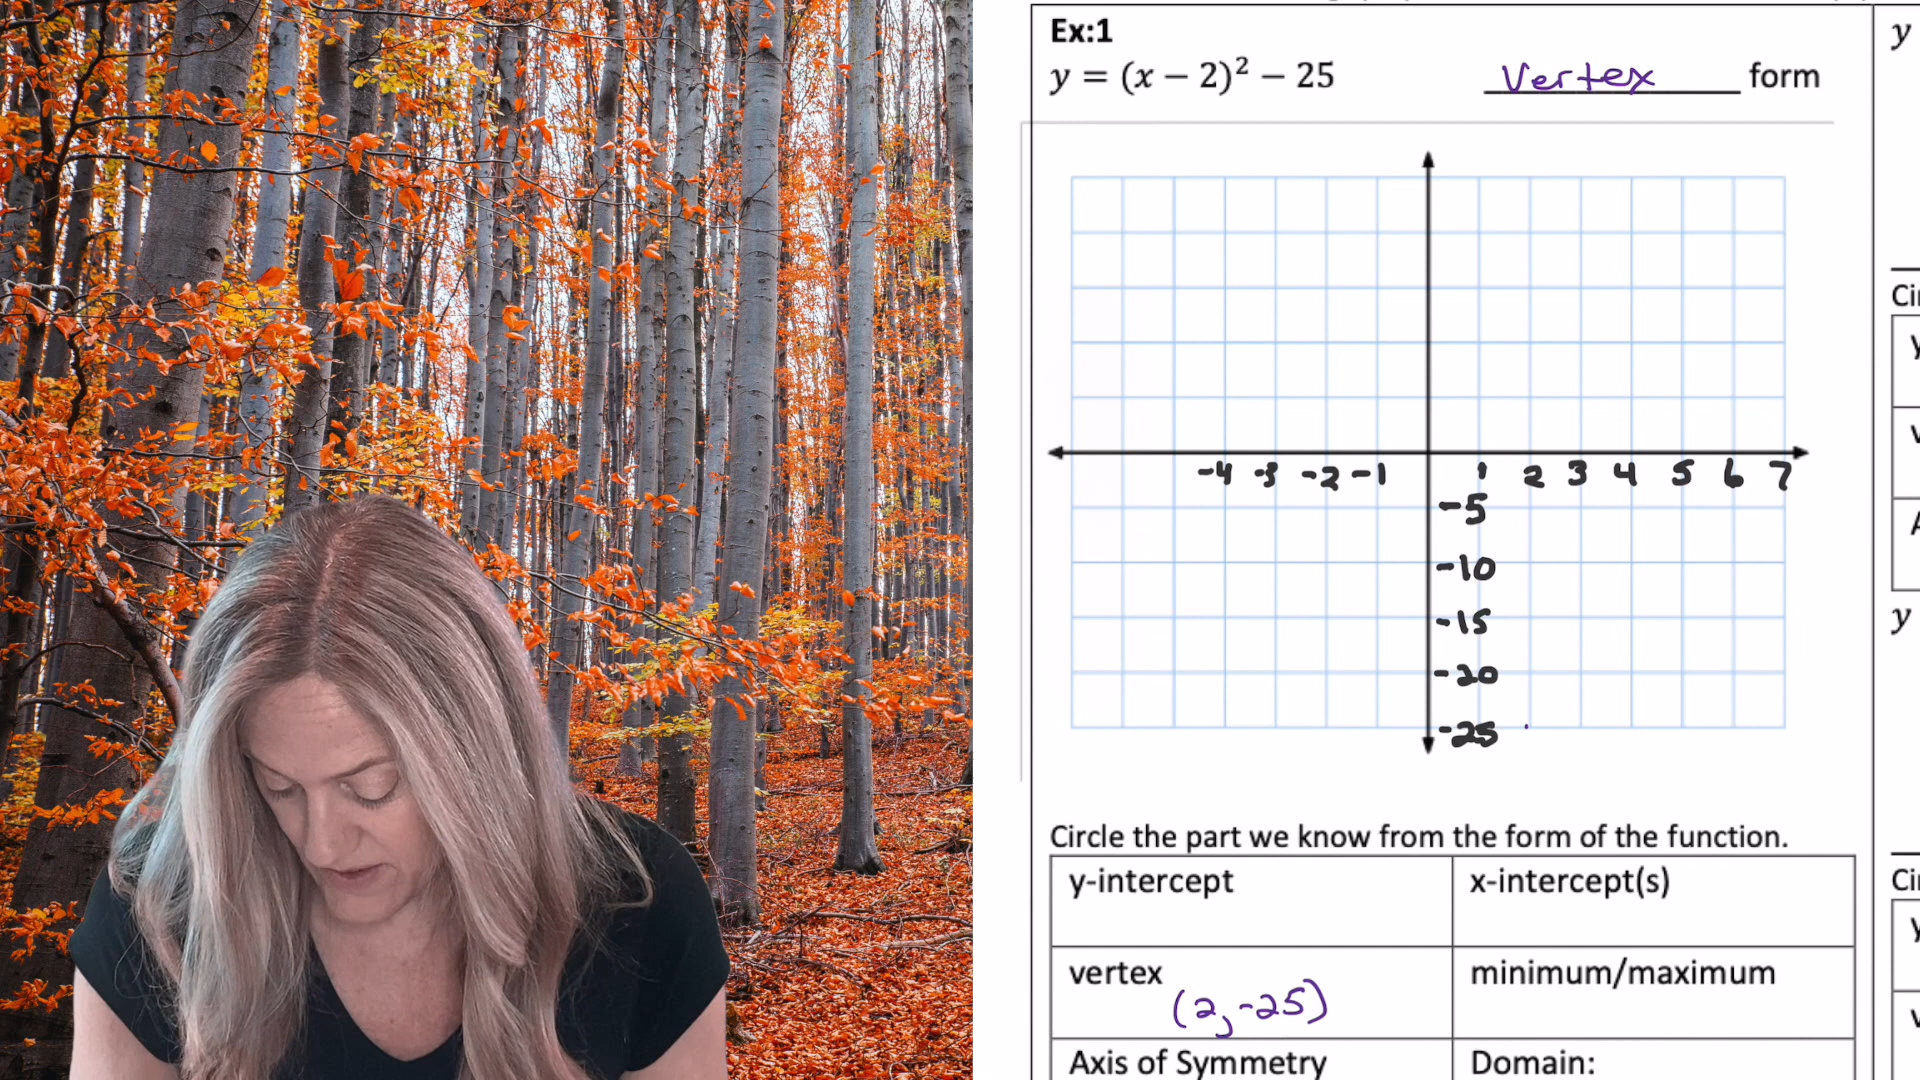 Ex:1
y = (x − 2)² − 25 Vertex form
-4 -3 -2 -1 1 2 3 4 5 6 7
-5
-10
-15
-20
-25
Circle the part we know from the form of the function.
y-intercept x-intercept(s)
vertex minimum/maximum
(2,-25)
Axis of Symmetry Domain:
y
y